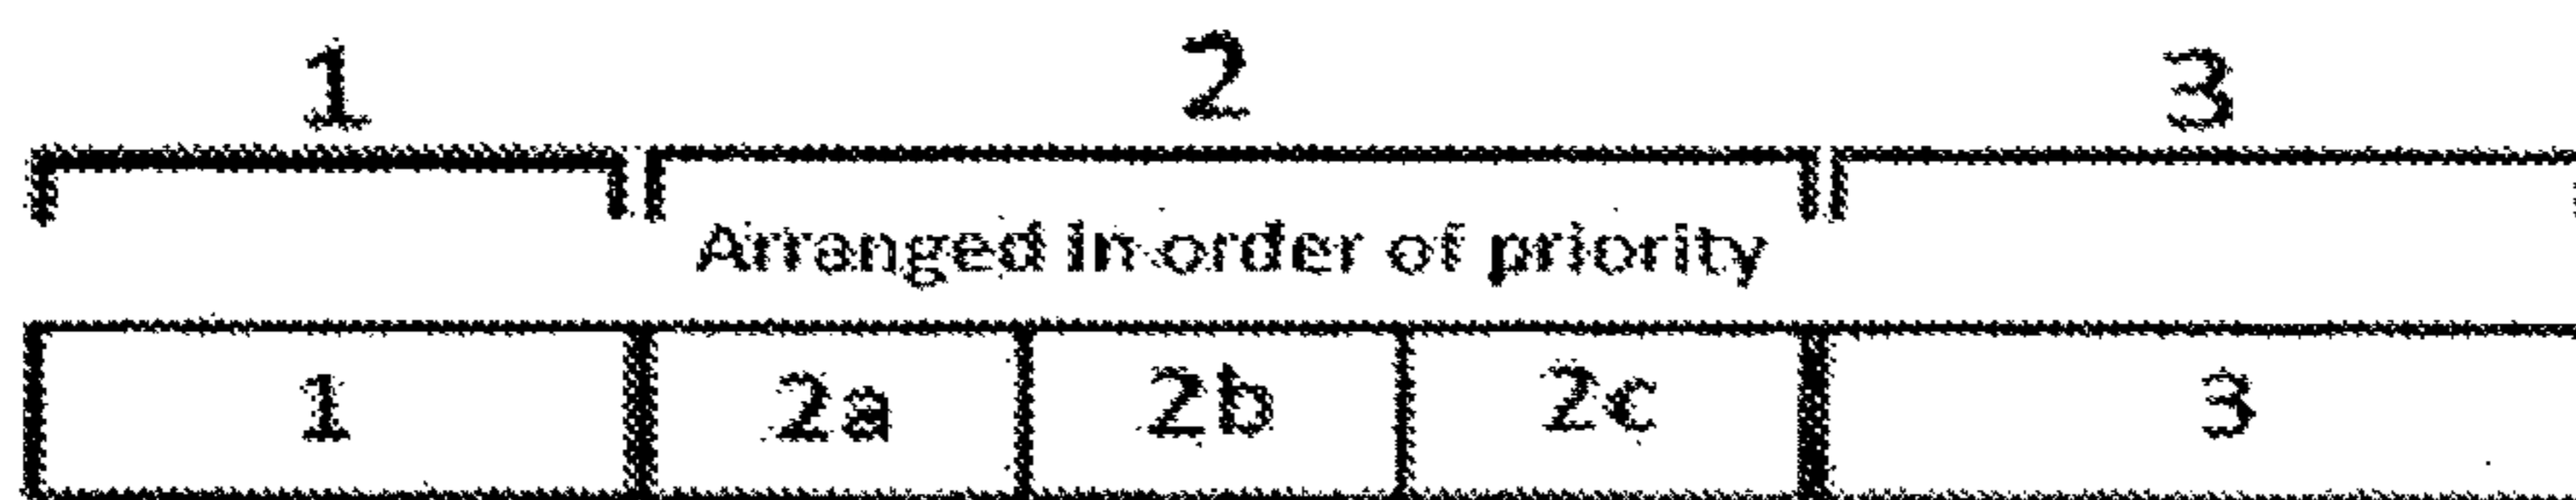 1 2 3
Arranged in order of priority
1 2a 2b 2c 3